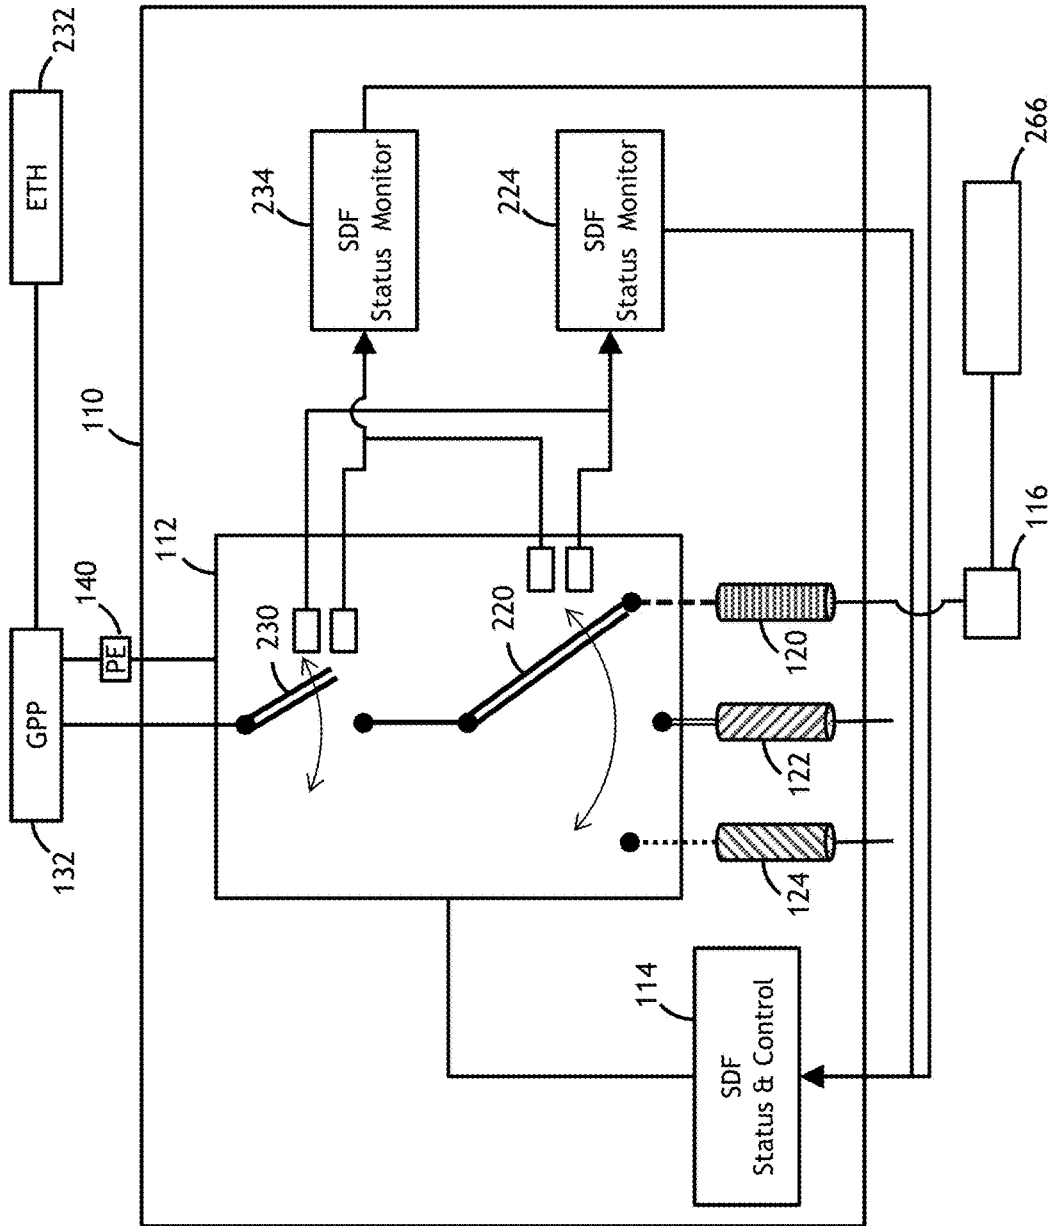 232
ETH
266
234
SDF
Status Monitor
224
SDF
Status Monitor
110
112
140
PE
230
220
116
GPP
132
120
122
124
114
SDF
Status & Control